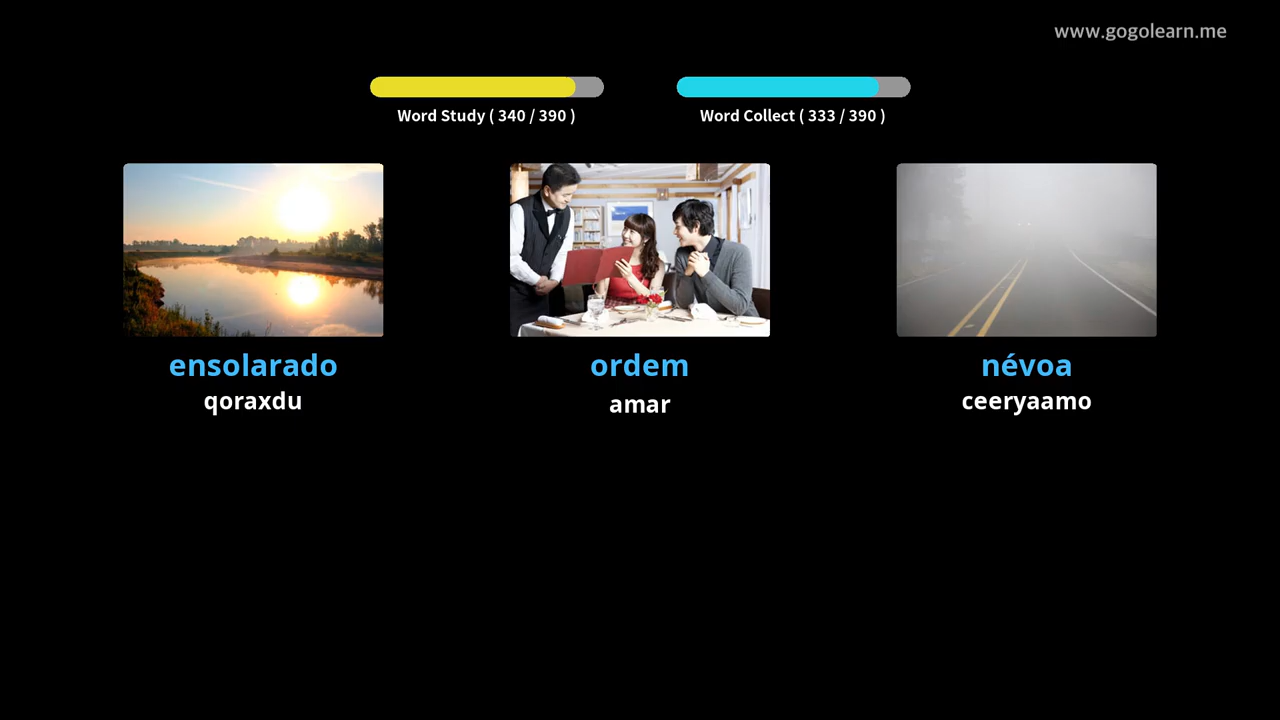 www.gogolearn.me
Word Study ( 340 / 390 )
Word Collect ( 333 / 390 )
ensolarado
qoraxdu
ordem
amar
névoa
ceeryaamo